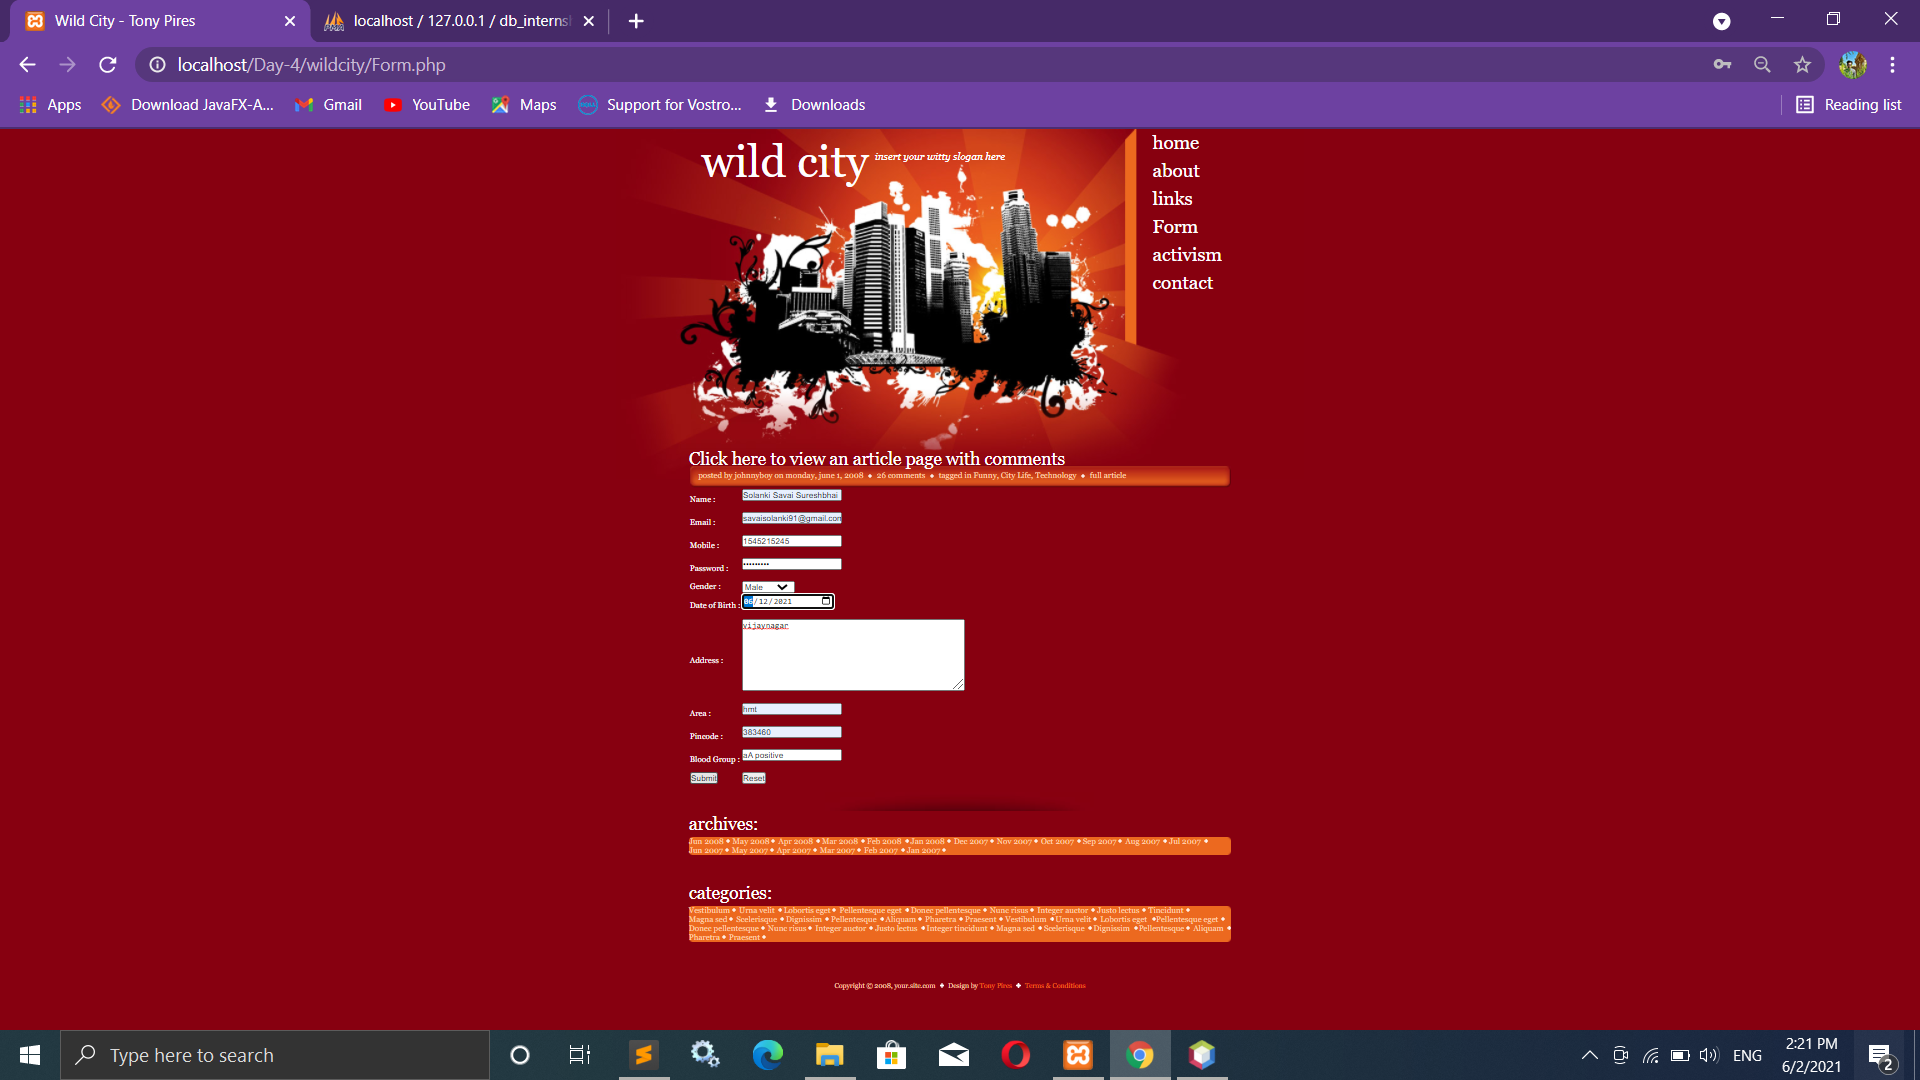 Wild City - Tony Pires
localhost / 127.0.0.1 / db_interns
localhost/Day-4/wildcity/Form.php
Apps
Download JavaFX-A...
Gmail
YouTube
Maps
Support for Vostro...
Downloads
Reading list
wild city insert your witty slogan here
home
about
links
Form
activism
contact
Click here to view an article page with comments
posted by johnnyboy on monday, june 1, 2008 ♦ 26 comments ♦ tagged in Funny, City Life, Technology ♦ full article
Name : Solanki Savai Sureshbhai
Email : savaisolanki91@gmail.com
Mobile : 1545215245
Password : •••••••••
Gender : Male
Date of Birth : 06/12/2021
Address : vijaynagar
Area : hmt
Pincode : 383460
Blood Group : aA positive
Submit Reset
archives:
Jun 2008 ♦ May 2008 ♦ Apr 2008 ♦ Mar 2008 ♦ Feb 2008 ♦ Jan 2008 ♦ Dec 2007 ♦ Nov 2007 ♦ Oct 2007 ♦ Sep 2007 ♦ Aug 2007 ♦ Jul 2007 ♦
Jun 2007 ♦ May 2007 ♦ Apr 2007 ♦ Mar 2007 ♦ Feb 2007 ♦ Jan 2007 ♦
categories:
Vestibulum ♦ Urna velit ♦ Lobortis eget ♦ Pellentesque eget ♦ Donec pellentesque ♦ Nunc risus ♦ Integer auctor ♦ Justo lectus ♦ Tincidunt ♦
Magna sed ♦ Scelerisque ♦ Dignissim ♦ Pellentesque ♦ Aliquam ♦ Pharetra ♦ Praesent ♦ Vestibulum ♦ Urna velit ♦ Lobortis eget ♦ Pellentesque eget ♦
Donec pellentesque ♦ Nunc risus ♦ Integer auctor ♦ Justo lectus ♦ Integer tincidunt ♦ Magna sed ♦ Scelerisque ♦ Dignissim ♦ Pellentesque ♦ Aliquam ♦
Pharetra ♦ Praesent ♦
Copyright © 2008, your.site.com ♦ Design by Tony Pires ♦ Terms & Conditions
Type here to search
ENG
2:21 PM
6/2/2021
2